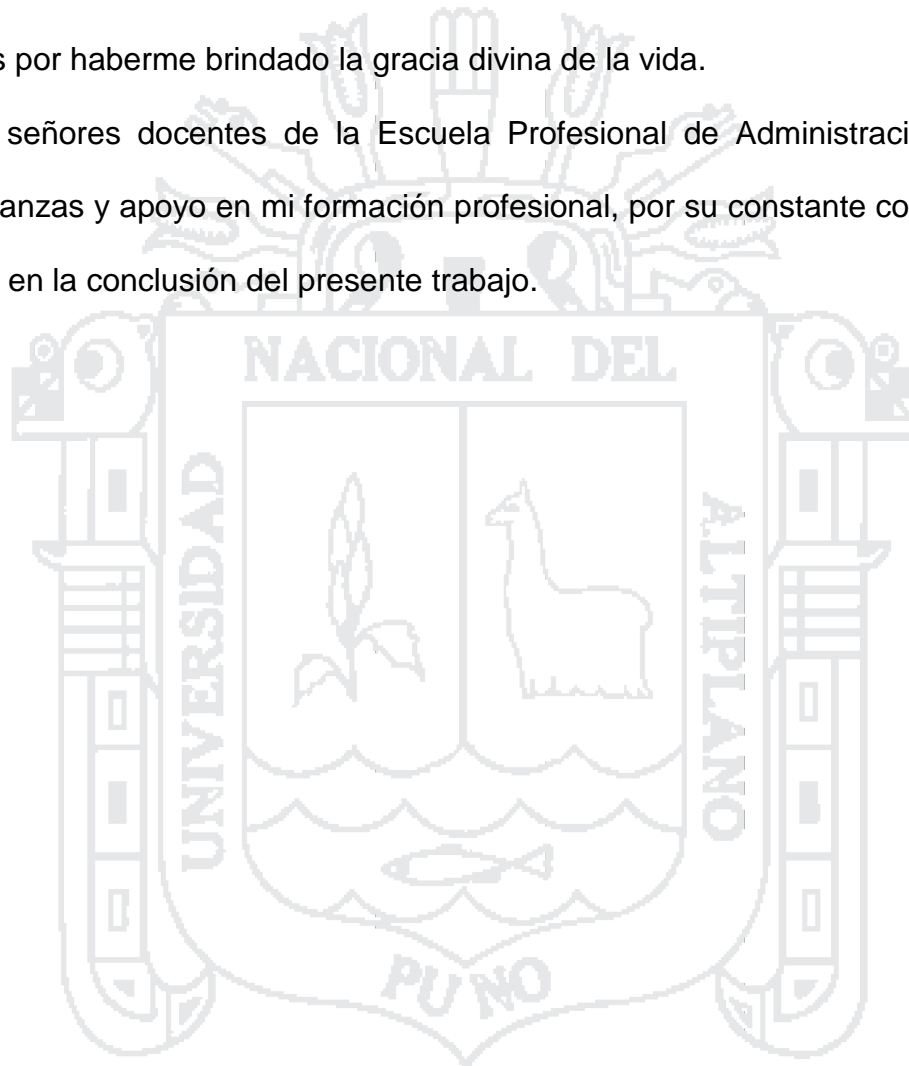 s por haberme brindado la gracia divina de la vida.
señores docentes de la Escuela Profesional de Administraci
anzas y apoyo en mi formación profesional, por su constante co
en la conclusión del presente trabajo.
NACIONAL DEL
UNIVERSIDAD
ALTIPLANO
PUNO